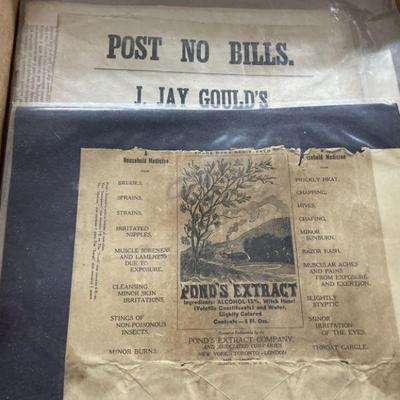 POST NO BILLS.
J. JAY GOULD'S
A
Household Medicine
FOR
BRUISES,
SPRAINS,
STRAINS,
IRRITATED
NIPPLES,
MUSCLE SORENESS
AND LAMENESS
DUE TO
EXPOSURE.
CLEANSING
MINOR SKIN
IRRITATIONS,
STINGS OF
NON-POISONOUS
INSECTS,
MINOR BURNS.
POND'S EXTRACT
Ingredients: ALCOHOL 15%, Witch Hazel
(Volatile Constituents) and Water,
Slightly Colored
Contents — 6 Fl. Ozs.
POND'S EXTRACT COMPANY,
AND ASSOCIATED COMPANIES
NEW YORK-TORONTO-LONDON
Household Medicine
FOR
PRICKLY HEAT,
CHAPPING,
HIVES,
CHAFING,
MINOR
SUNBURN,
RAZOR RASH,
MUSCULAR ACHES
AND PAINS
FROM EXPOSURE
AND EXERTION.
SLIGHTLY
STYPTIC
MINOR
IRRITATION
OF THE EYES,
THROAT GARGLE.